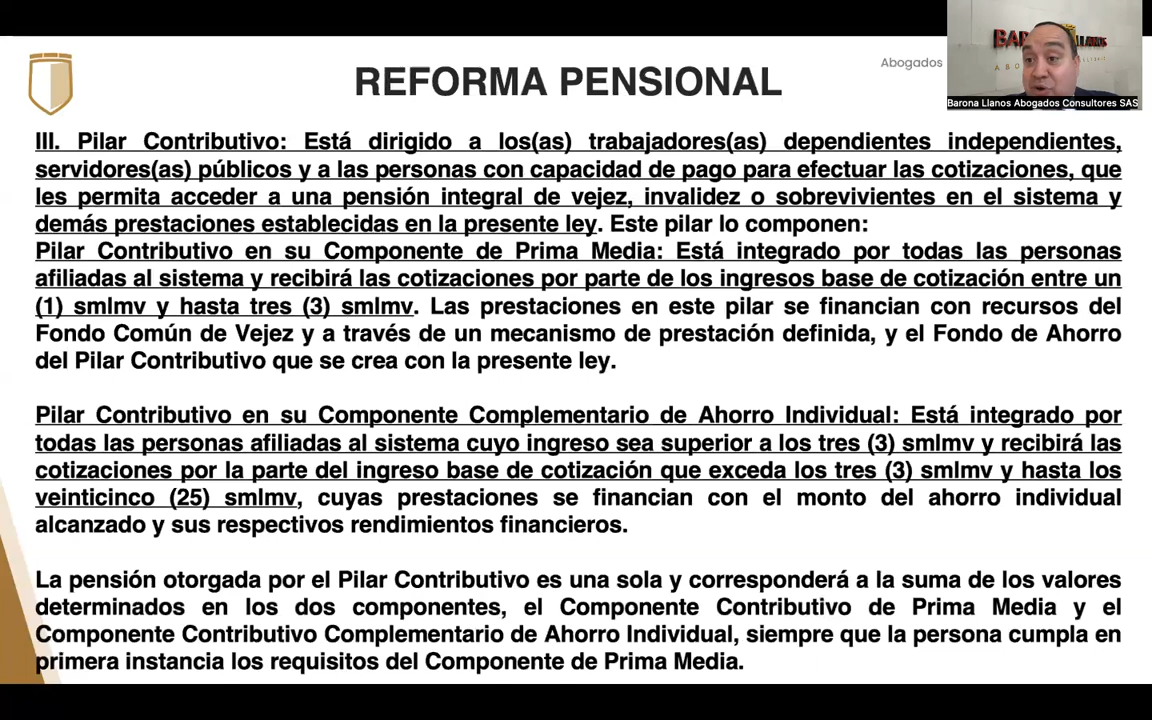 Abogados
BARONA LLANOS
Barona Llanos Abogados Consultores SAS
REFORMA PENSIONAL
III. Pilar Contributivo: Está dirigido a los(as) trabajadores(as) dependientes independientes,
servidores(as) públicos y a las personas con capacidad de pago para efectuar las cotizaciones, que
les permita acceder a una pensión integral de vejez, invalidez o sobrevivientes en el sistema y
demás prestaciones establecidas en la presente ley. Este pilar lo componen:
Pilar Contributivo en su Componente de Prima Media: Está integrado por todas las personas
afiliadas al sistema y recibirá las cotizaciones por parte de los ingresos base de cotización entre un
(1) smlmv y hasta tres (3) smlmv. Las prestaciones en este pilar se financian con recursos del
Fondo Común de Vejez y a través de un mecanismo de prestación definida, y el Fondo de Ahorro
del Pilar Contributivo que se crea con la presente ley.
Pilar Contributivo en su Componente Complementario de Ahorro Individual: Está integrado por
todas las personas afiliadas al sistema cuyo ingreso sea superior a los tres (3) smlmv y recibirá las
cotizaciones por la parte del ingreso base de cotización que exceda los tres (3) smlmv y hasta los
veinticinco (25) smlmv, cuyas prestaciones se financian con el monto del ahorro individual
alcanzado y sus respectivos rendimientos financieros.
La pensión otorgada por el Pilar Contributivo es una sola y corresponderá a la suma de los valores
determinados en los dos componentes, el Componente Contributivo de Prima Media y el
Componente Contributivo Complementario de Ahorro Individual, siempre que la persona cumpla en
primera instancia los requisitos del Componente de Prima Media.